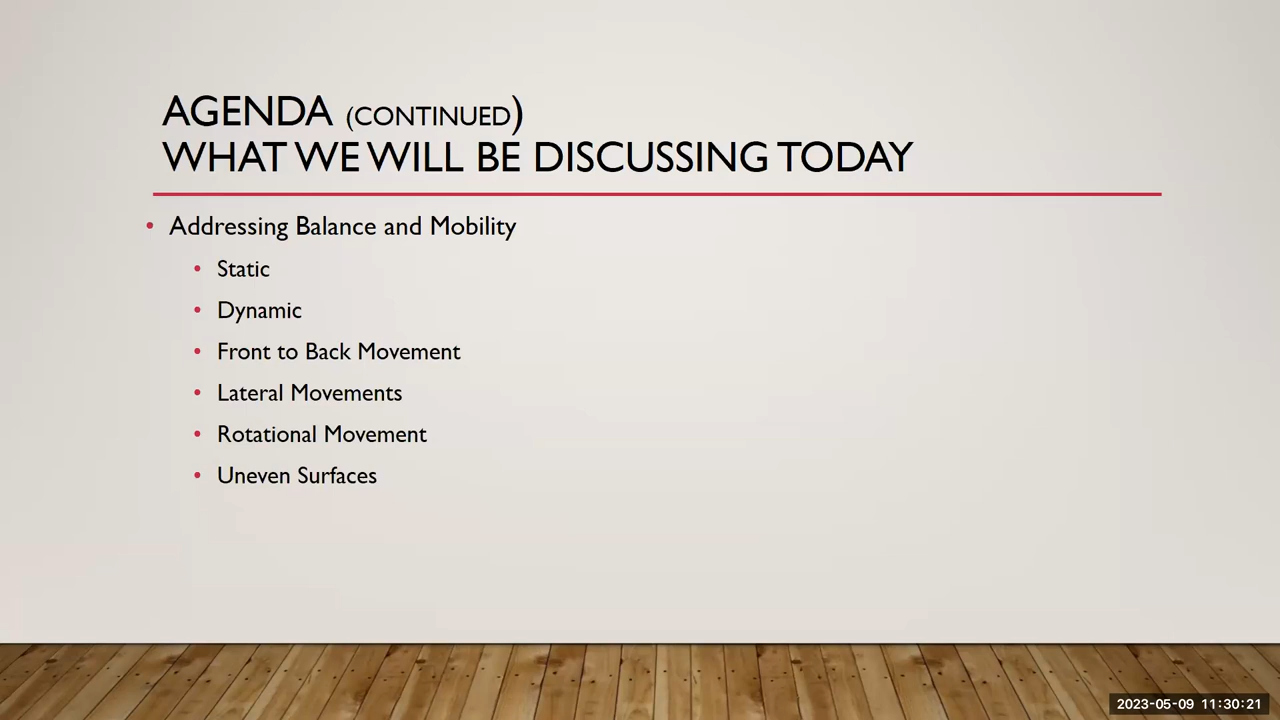 AGENDA (CONTINUED)
WHAT WE WILL BE DISCUSSING TODAY
• Addressing Balance and Mobility
• Static
• Dynamic
• Front to Back Movement
• Lateral Movements
• Rotational Movement
• Uneven Surfaces
2023-05-09 11:30:21